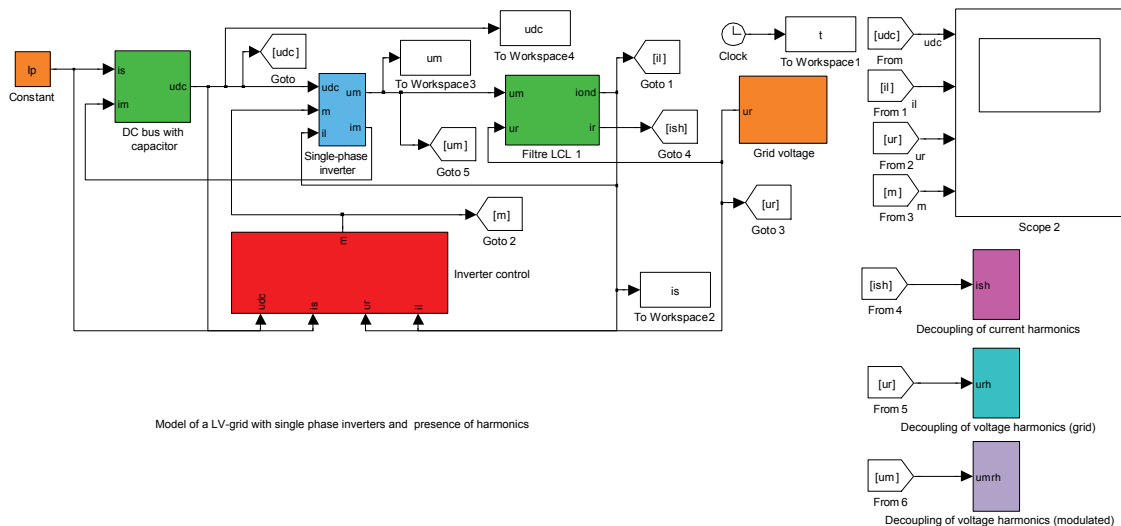 Ip
Constant
is
im
udc
DC bus with
capacitor
[udc]
Goto
udc
To Workspace4
um
To Workspace3
udc
m
il
um
im
Single-phase
inverter
[um]
Goto 5
um
ur
iond
ir
Filtre LCL 1
[il]
Goto 1
[ish]
Goto 4
Clock
t
To Workspace1
ur
Grid voltage
[ur]
Goto 3
[m]
Goto 2
m
udc
is
ur
il
Inverter control
is
To Workspace2
[udc]
From
udc
[il]
From 1
il
[ur]
From 2
ur
[m]
From 3
m
Scope 2
[ish]
From 4
ish
Decoupling of current harmonics
[ur]
From 5
urh
Decoupling of voltage harmonics (grid)
[um]
From 6
umrh
Decoupling of voltage harmonics (modulated)
Model of a LV-grid with single phase inverters and presence of harmonics